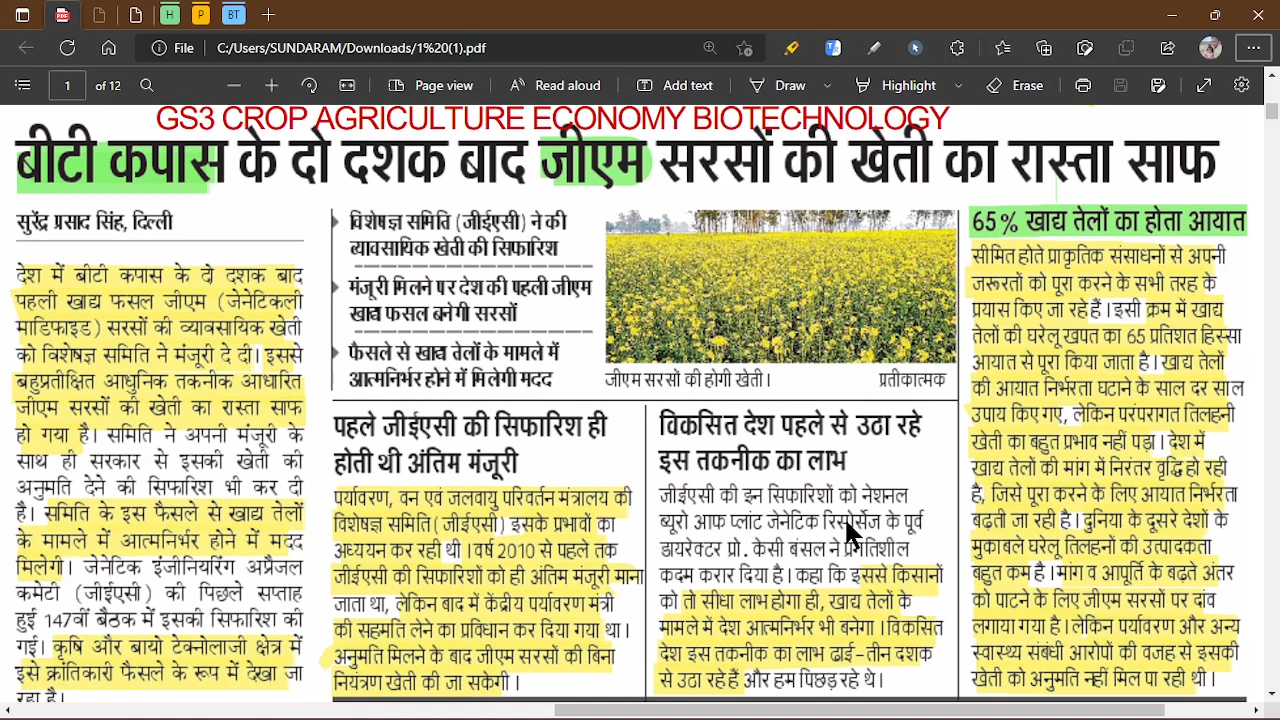 H
P
BT
File
C:/Users/SUNDARAM/Downloads/1%20(1).pdf
1 of 12
Page view
Read aloud
Add text
Draw
Highlight
Erase
GS3 CROP AGRICULTURE ECONOMY BIOTECHNOLOGY
बीटी कपास के दो दशक बाद जीएम सरसों की खेती का रास्ता साफ
सुरेंद्र प्रसाद सिंह, दिल्ली
देश में बीटी कपास के दो दशक बाद
पहली खाद्य फसल जीएम (जेनेटिकली
माडिफाइड) सरसों की व्यावसायिक खेती
को विशेषज्ञ समिति ने मंजूरी दे दी। इससे
बहुप्रतीक्षित आधुनिक तकनीक आधारित
जीएम सरसों की खेती का रास्ता साफ
हो गया है। समिति ने अपनी मंजूरी के
साथ ही सरकार से इसकी खेती की
अनुमति देने की सिफारिश भी कर दी
है। समिति के इस फैसले से खाद्य तेलों
के मामले में आत्मनिर्भर होने में मदद
मिलेगी। जेनेटिक इंजीनियरिंग अप्रैजल
कमेटी (जीईएसी) की पिछले सप्ताह
हुई 147वीं बैठक में इसकी सिफारिश की
गई। कृषि और बायो टेक्नोलाजी क्षेत्र में
इसे क्रांतिकारी फैसले के रूप में देखा जा
रहा है।
विशेषज्ञ समिति (जीईएसी) ने की
व्यावसाधिक खेती की सिफारिश
मंजूरी मिलने पर देश की पहली जीएम
खाद्य फसल बनेगी सरसों
फैसले से खाद्य तेलों के मामले में
आत्मनिर्भर होने में मिलेगी मदद
जीएम सरसों की होगी खेती।
प्रतीकात्मक
पहले जीईएसी की सिफारिश ही
होती थी अंतिम मंजूरी
पर्यावरण, वन एवं जलवायु परिवर्तन मंत्रालय की
विशेषज्ञ समिति (जीईएसी) इसके प्रभावों का
अध्ययन कर रही थी। वर्ष 2010 से पहले तक
जीईएसी की सिफारिशों को ही अंतिम मंजूरी माना
जाता था, लेकिन बाद में केंद्रीय पर्यावरण मंत्री
की सहमति लेने का प्रविधान कर दिया गया था।
अनुमति मिलने के बाद जीएम सरसों की बिना
नियंत्रण खेती की जा सकेगी।
विकसित देश पहले से उठा रहे
इस तकनीक का लाभ
जीईएसी की इन सिफारिशों को नेशनल
ब्यूरो आफ प्लांट जेनेटिक रिसोर्सेज के पूर्व
डायरेक्टर प्रो. केसी बंसल ने प्रगतिशील
कदम करार दिया है। कहा कि इससे किसानों
को तो सीधा लाभ होगा ही, खाद्य तेलों के
मामले में देश आत्मनिर्भर भी बनेगा। विकसित
देश इस तकनीक का लाभ ढाई-तीन दशक
से उठा रहे हैं और हम पिछड़ रहे थे।
65% खाद्य तेलों का होता आयात
सीमित होते प्राकृतिक संसाधनों से अपनी
जरूरतों को पूरा करने के सभी तरह के
प्रयास किए जा रहे हैं। इसी क्रम में खाद्य
तेलों की घरेलू खपत का 65 प्रतिशत हिस्सा
आयात से पूरा किया जाता है। खाद्य तेलों
की आयात निर्भरता घटाने के साल दर साल
उपाय किए गए, लेकिन परंपरागत तिलहनी
खेती का बहुत प्रभाव नहीं पड़ा। देश में
खाद्य तेलों की मांग में निरंतर वृद्धि हो रही
है, जिसे पूरा करने के लिए आयात निर्भरता
बढ़ती जा रही है। दुनिया के दूसरे देशों के
मुकाबले घरेलू तिलहनों की उत्पादकता
बहुत कम है। मांग व आपूर्ति के बढ़ते अंतर
को पाटने के लिए जीएम सरसों पर दांव
लगाया गया है। लेकिन पर्यावरण और अन्य
स्वास्थ्य संबंधी आरोपों की वजह से इसकी
खेती को अनुमति नहीं मिल पा रही थी।